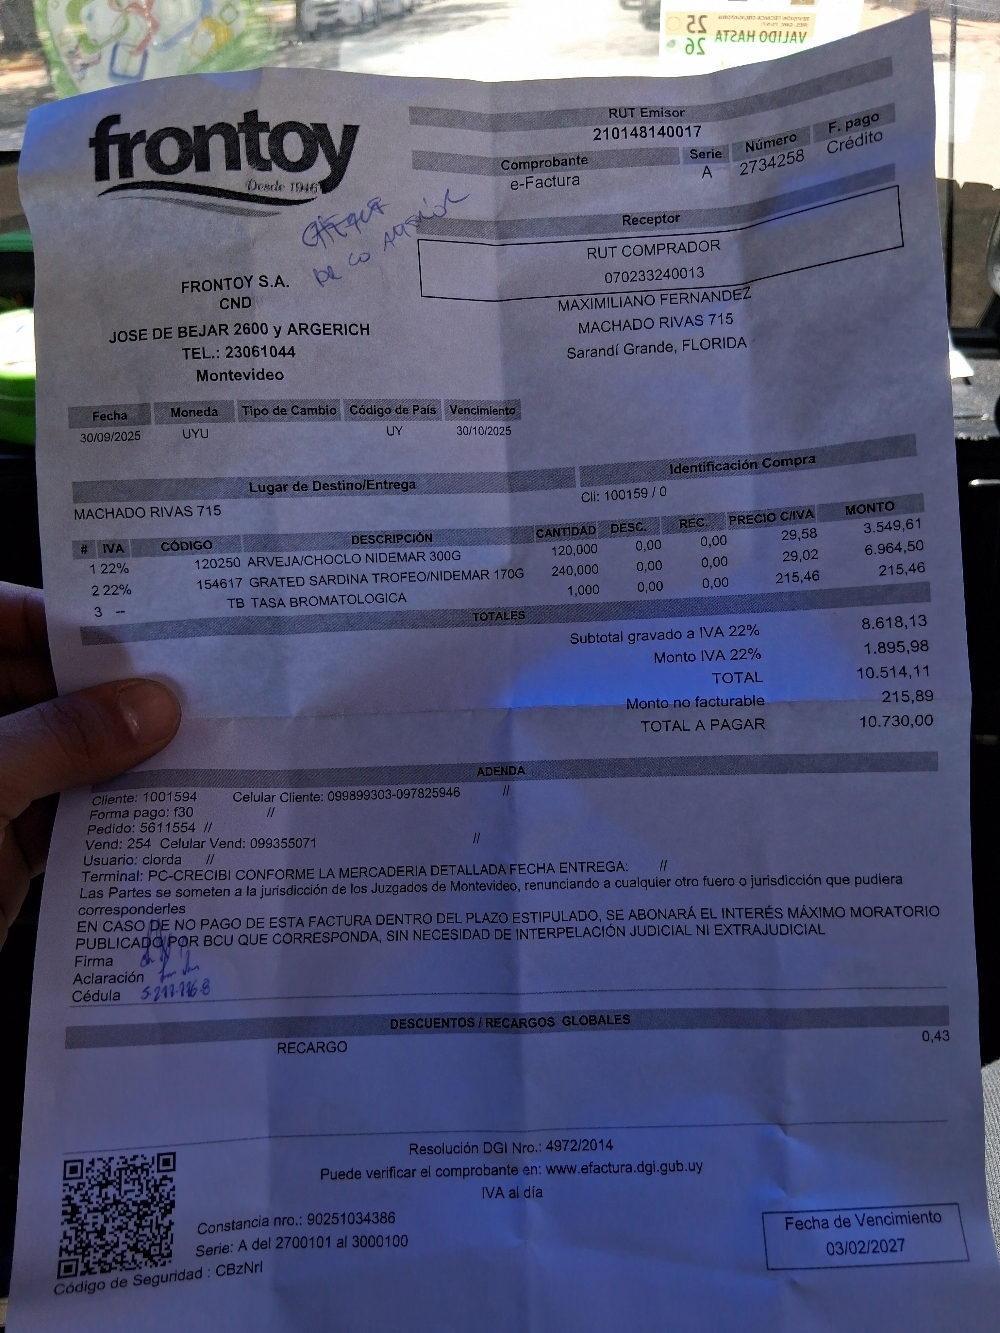 REVISIÓN TÉCNICA OBLIGATORIA
25
26
VALIDO HASTA
frontoy
Desde 1946
CHEQUE
DE CO
FRONTOY S.A.
CND
JOSE DE BEJAR 2600 y ARGERICH
TEL.: 23061044
Montevideo
RUT Emisor
210148140017
Comprobante Serie Número F. pago
e-Factura A 2734258 Crédito
Receptor
RUT COMPRADOR
070233240013
MAXIMILIANO FERNANDEZ
MACHADO RIVAS 715
Sarandí Grande, FLORIDA
Fecha Moneda Tipo de Cambio Código de País Vencimiento
30/09/2025 UYU UY 30/10/2025
Lugar de Destino/Entrega Identificación Compra
MACHADO RIVAS 715 Cli: 100159 / 0
# IVA CÓDIGO DESCRIPCIÓN CANTIDAD DESC. REC. PRECIO C/IVA MONTO
1 22% 120250 ARVEJA/CHOCLO NIDEMAR 300G 120,000 0,00 0,00 29,58 3.549,61
2 22% 154617 GRATED SARDINA TROFEO/NIDEMAR 170G 240,000 0,00 0,00 29,02 6.964,50
3 -- TB TASA BROMATOLOGICA 1,000 0,00 0,00 215,46 215,46
TOTALES
Subtotal gravado a IVA 22% 8.618,13
Monto IVA 22% 1.895,98
TOTAL 10.514,11
Monto no facturable 215,89
TOTAL A PAGAR 10.730,00
ADENDA
Cliente: 1001594 Celular Cliente: 099899303-097825946 //
Forma pago: f30 //
Pedido: 5611554 //
Vend: 254 Celular Vend: 099355071 //
Usuario: clorda //
Terminal: PC-CRECIBI CONFORME LA MERCADERIA DETALLADA FECHA ENTREGA: //
Las Partes se someten a la jurisdicción de los Juzgados de Montevideo, renunciando a cualquier otro fuero o jurisdicción que pudiera
corresponderles
EN CASO DE NO PAGO DE ESTA FACTURA DENTRO DEL PLAZO ESTIPULADO, SE ABONARÁ EL INTERÉS MÁXIMO MORATORIO
PUBLICADO POR BCU QUE CORRESPONDA, SIN NECESIDAD DE INTERPELACIÓN JUDICIAL NI EXTRAJUDICIAL
Firma
Aclaración
Cédula
DESCUENTOS / RECARGOS GLOBALES
RECARGO 0,43
Resolución DGI Nro.: 4972/2014
Puede verificar el comprobante en: www.efactura.dgi.gub.uy
IVA al día
Constancia nro.: 90251034386
Serie: A del 2700101 al 3000100
Código de Seguridad : CBzNrI
Fecha de Vencimiento
03/02/2027